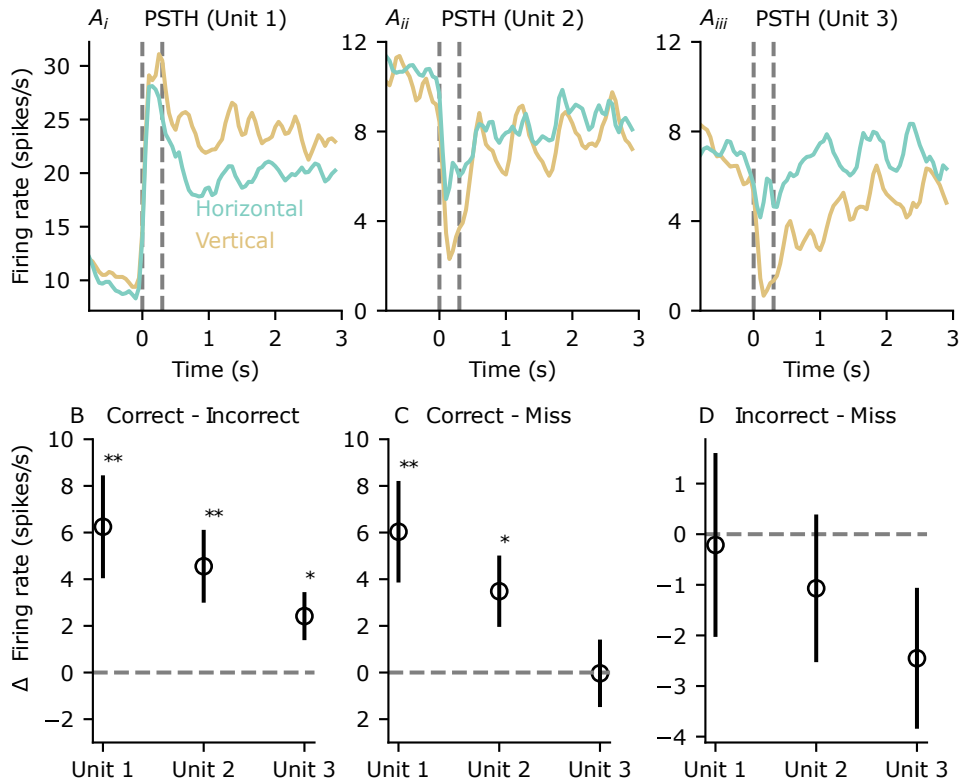 A_i PSTH (Unit 1)
A_ii PSTH (Unit 2)
A_iii PSTH (Unit 3)
Firing rate (spikes/s)
30
25
20
15
10
Horizontal
Vertical
0 1 2 3
Time (s)
12
8
4
0
0 1 2 3
Time (s)
12
8
4
0
0 1 2 3
Time (s)
B Correct - Incorrect
Δ Firing rate (spikes/s)
10
8
6
4
2
0
−2
**
**
*
Unit 1 Unit 2 Unit 3
C Correct - Miss
10
8
6
4
2
0
2
**
*
Unit 1 Unit 2 Unit 3
D Incorrect - Miss
1
0
−1
−2
−3
−4
Unit 1 Unit 2 Unit 3